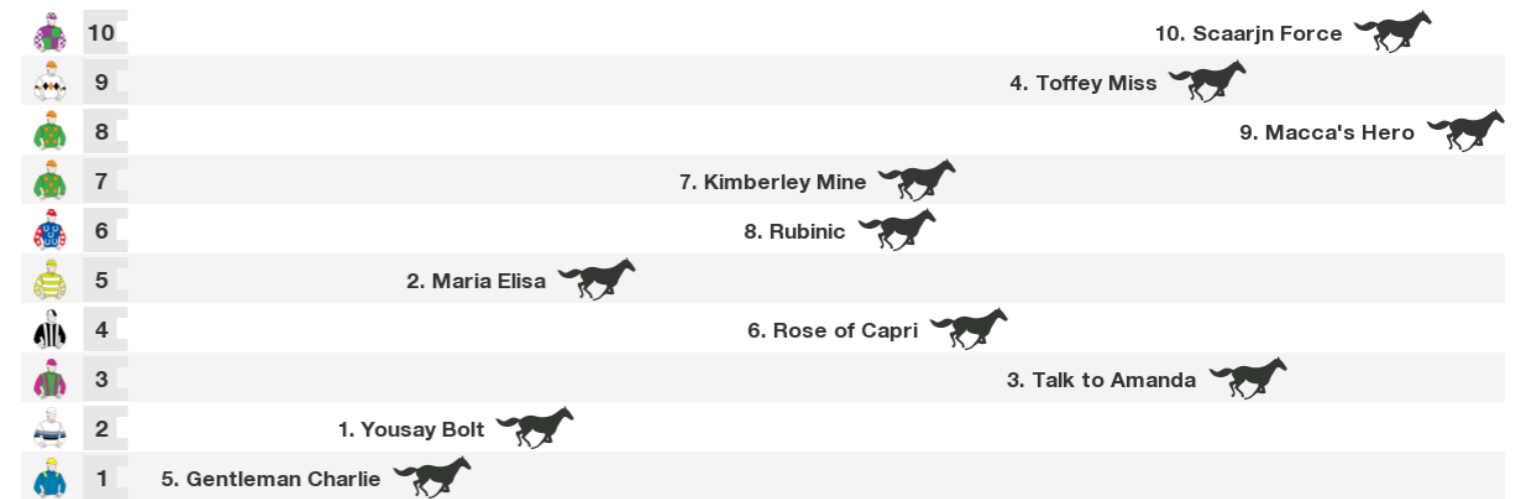 10 10. Scaarjn Force
9 4. Toffey Miss
8 9. Macca's Hero
7 7. Kimberley Mine
6 8. Rubinic
5 2. Maria Elisa
4 6. Rose of Capri
3 3. Talk to Amanda
2 1. Yousay Bolt
1 5. Gentleman Charlie